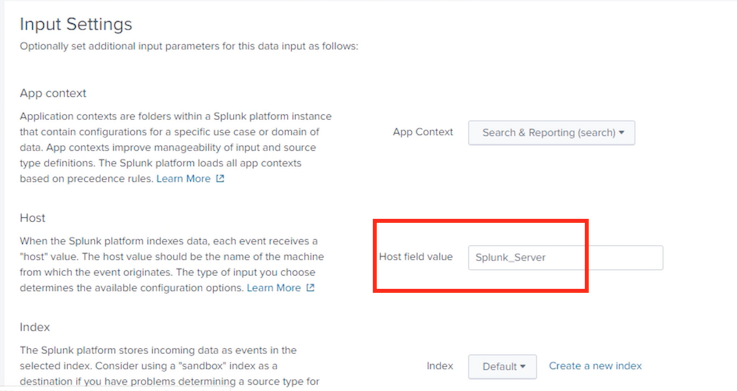 Input Settings
Optionally set additional input parameters for this data input as follows:
App context
Application contexts are folders within a Splunk platform instance
that contain configurations for a specific use case or domain of
data. App contexts improve manageability of input and source
type definitions. The Splunk platform loads all app contexts
based on precedence rules. Learn More
App Context
Search & Reporting (search)
Host
When the Splunk platform indexes data, each event receives a
"host" value. The host value should be the name of the machine
from which the event originates. The type of input you choose
determines the available configuration options. Learn More
Host field value
Splunk_Server
Index
The Splunk platform stores incoming data as events in the
selected index. Consider using a "sandbox" index as a
destination if you have problems determining a source type for
Index
Default
Create a new index